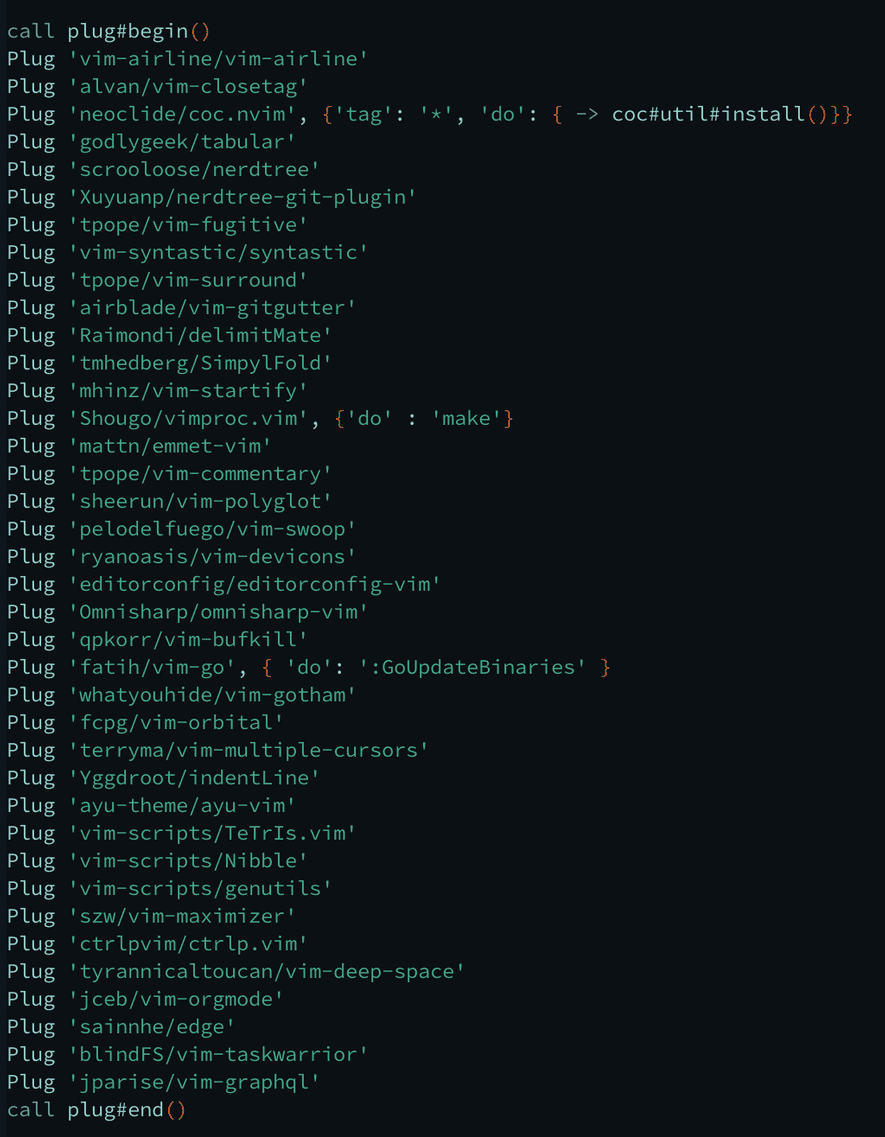 call plug#begin()
Plug 'vim-airline/vim-airline'
Plug 'alvan/vim-closetag'
Plug 'neoclide/coc.nvim', {'tag': '*', 'do': { -> coc#util#install()}}
Plug 'godlygeek/tabular'
Plug 'scrooloose/nerdtree'
Plug 'Xuyuanp/nerdtree-git-plugin'
Plug 'tpope/vim-fugitive'
Plug 'vim-syntastic/syntastic'
Plug 'tpope/vim-surround'
Plug 'airblade/vim-gitgutter'
Plug 'Raimondi/delimitMate'
Plug 'tmhedberg/SimpylFold'
Plug 'mhinz/vim-startify'
Plug 'Shougo/vimproc.vim', {'do' : 'make'}
Plug 'mattn/emmet-vim'
Plug 'tpope/vim-commentary'
Plug 'sheerun/vim-polyglot'
Plug 'pelodelfuego/vim-swoop'
Plug 'ryanoasis/vim-devicons'
Plug 'editorconfig/editorconfig-vim'
Plug 'Omnisharp/omnisharp-vim'
Plug 'qpkorr/vim-bufkill'
Plug 'fatih/vim-go', { 'do': ':GoUpdateBinaries' }
Plug 'whatyouhide/vim-gotham'
Plug 'fcpg/vim-orbital'
Plug 'terryma/vim-multiple-cursors'
Plug 'Yggdroot/indentLine'
Plug 'ayu-theme/ayu-vim'
Plug 'vim-scripts/TeTrIs.vim'
Plug 'vim-scripts/Nibble'
Plug 'vim-scripts/genutils'
Plug 'szw/vim-maximizer'
Plug 'ctrlpvim/ctrlp.vim'
Plug 'tyrannicaltoucan/vim-deep-space'
Plug 'jceb/vim-orgmode'
Plug 'sainnhe/edge'
Plug 'blindFS/vim-taskwarrior'
Plug 'jparise/vim-graphql'
call plug#end()